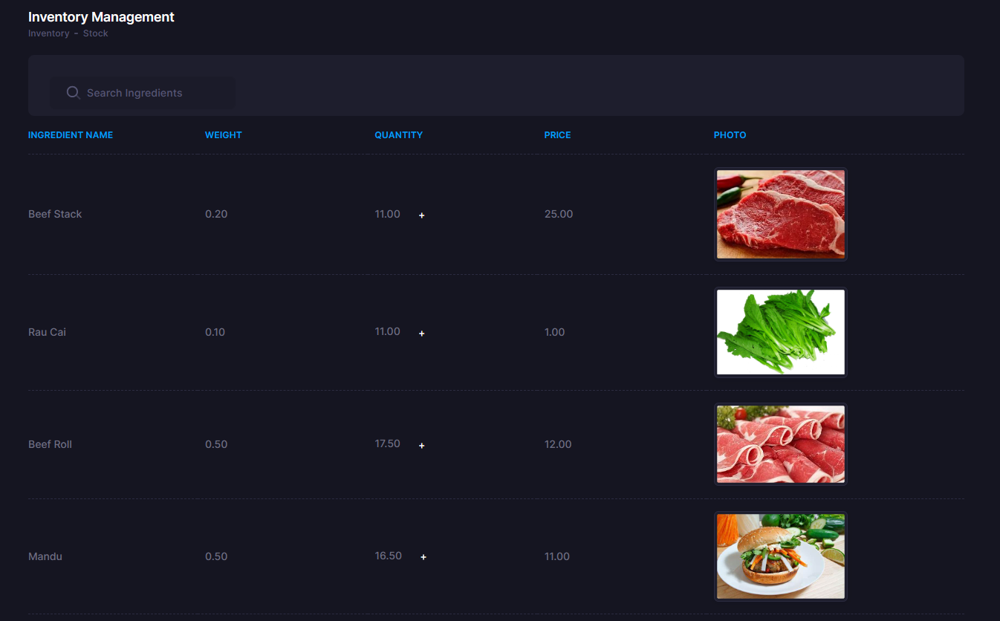 Inventory Management
Inventory - Stock
Search Ingredients
INGREDIENT NAME WEIGHT QUANTITY PRICE PHOTO
Beef Stack 0.20 11.00 + 25.00
Rau Cai 0.10 11.00 + 1.00
Beef Roll 0.50 17.50 + 12.00
Mandu 0.50 16.50 + 11.00